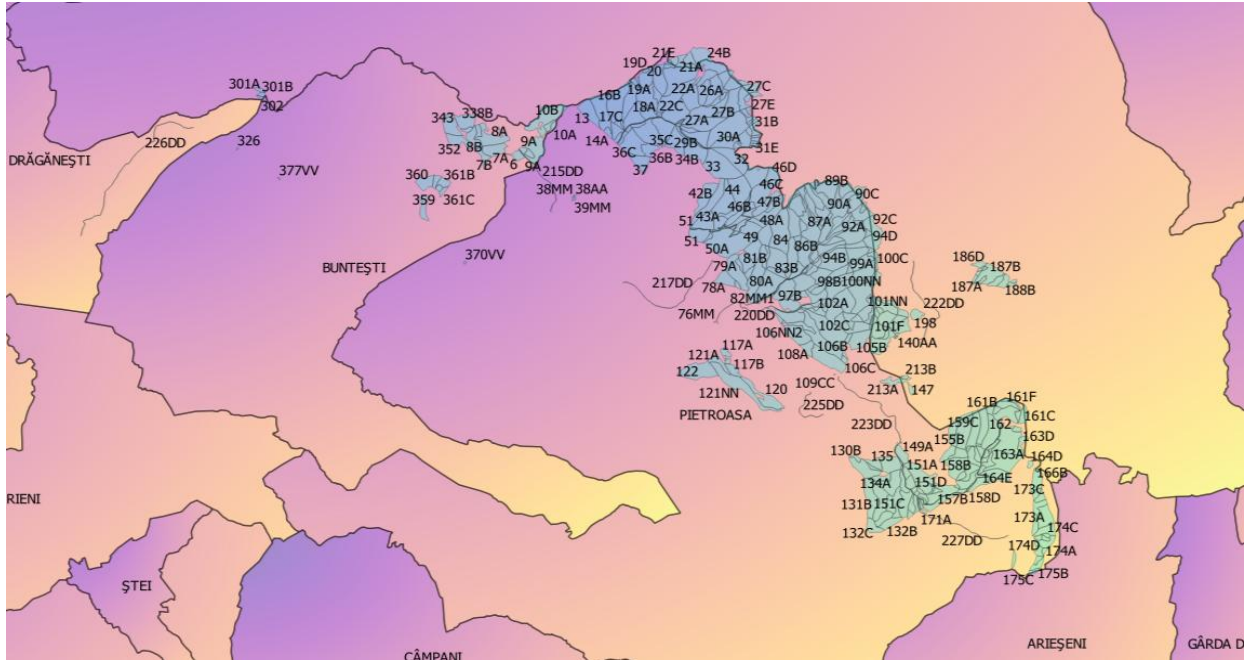 21E
24B
19D
20
21A
301A
301B
16B
19A
22A
26A
27C
302
10B
13
18A
22C
27B
27E
343
338B
17C
27A
31B
8A
10A
326
226DD
9A
14A
35C
29B
30A
352
8B
31E
DRĂGĂNEŞTI
7A
6
36C
36B
34B
32
7B
9A
37
33
46D
377VV
360
361B
215DD
89B
38MM
38AA
42B
44
46C
90C
359
361C
39MM
46B
47B
90A
51
43A
48A
87A
92C
92A
94D
51
49
84
50A
86B
370VV
81B
94B
100C
186D
BUNTEŞTI
79A
83B
99A
187B
217DD
78A
80A
98B
100NN
187A
188B
82MM1
97B
102A
101NN
222DD
76MM
220DD
106NN2
102C
101F
198
117A
106B
105B
140AA
121A
108A
122
117B
106C
213B
121NN
120
109CC
213A
147
225DD
161B
161F
PIETROASA
223DD
159C
162
161C
149A
155B
163D
130B
135
163A
151A
158B
164D
134A
151D
164E
166B
RIENI
131B
151C
157B
158D
173C
171A
173A
174C
132C
132B
227DD
174D
174A
175C
175B
ŞTEI
ARIEŞENI
GÂRDA D
CÂMPANI